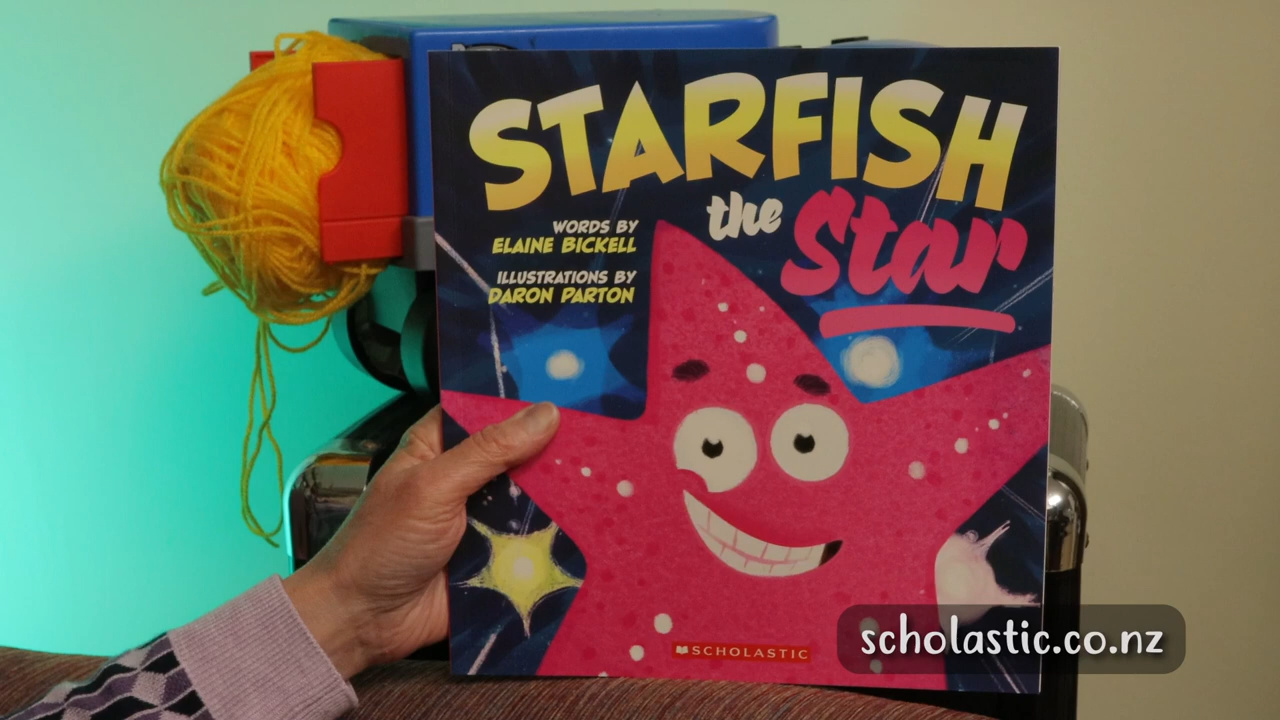 STARFISH
the Star
WORDS BY
ELAINE BICKELL
ILLUSTRATIONS BY
DARON PARTON
SCHOLASTIC
scholastic.co.nz